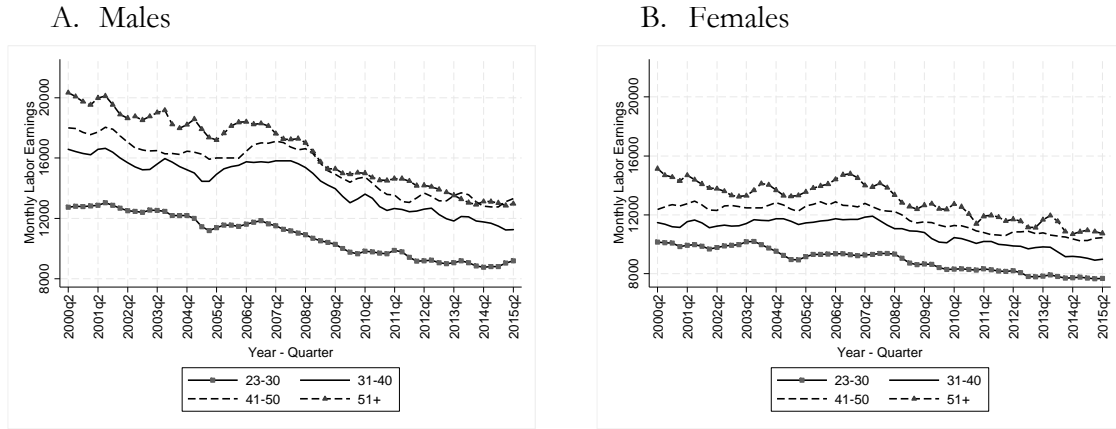 A. Males
Monthly Labor Earnings
20000
16000
12000
8000
2000q2
2001q2
2002q2
2003q2
2004q2
2005q2
2006q2
2007q2
2008q2
2009q2
2010q2
2011q2
2012q2
2013q2
2014q2
2015q2
Year - Quarter
23-30
31-40
41-50
51+
B. Females
Monthly Labor Earnings
20000
16000
12000
8000
2000q2
2001q2
2002q2
2003q2
2004q2
2005q2
2006q2
2007q2
2008q2
2009q2
2010q2
2011q2
2012q2
2013q2
2014q2
2015q2
Year - Quarter
23-30
31-40
41-50
51+